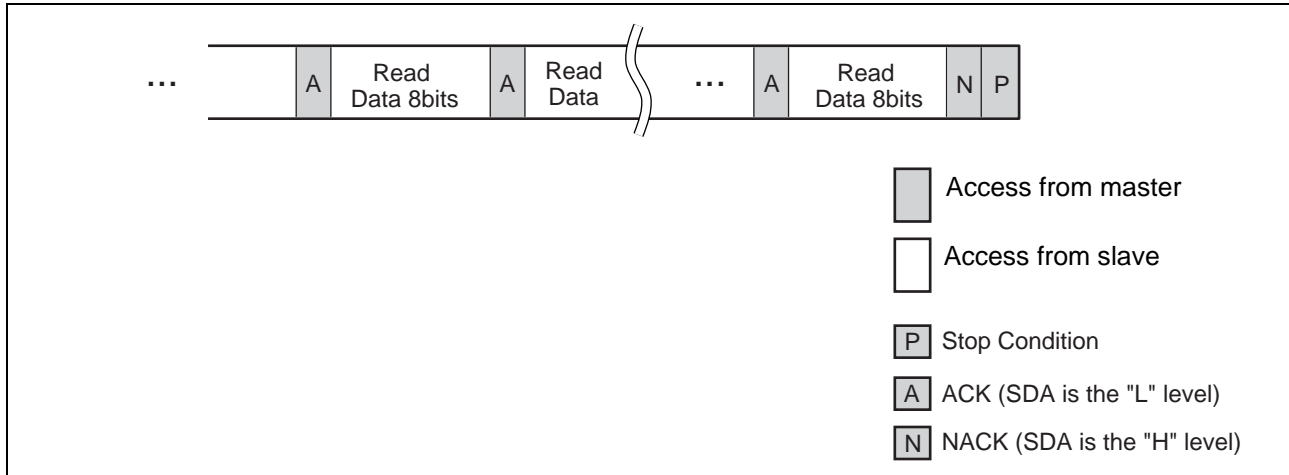 ... A Read Data 8bits A Read Data ... A Read Data 8bits N P
Access from master
Access from slave
P Stop Condition
A ACK (SDA is the "L" level)
N NACK (SDA is the "H" level)